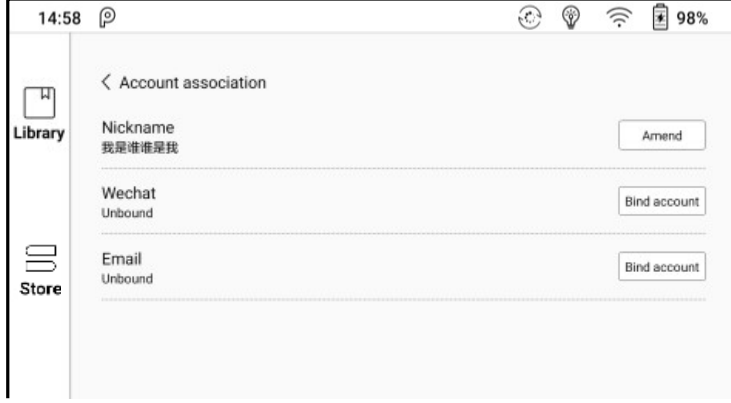 14:58
98%
Account association
Library
Nickname
我是谁谁是我
Amend
Wechat
Unbound
Bind account
Email
Unbound
Bind account
Store